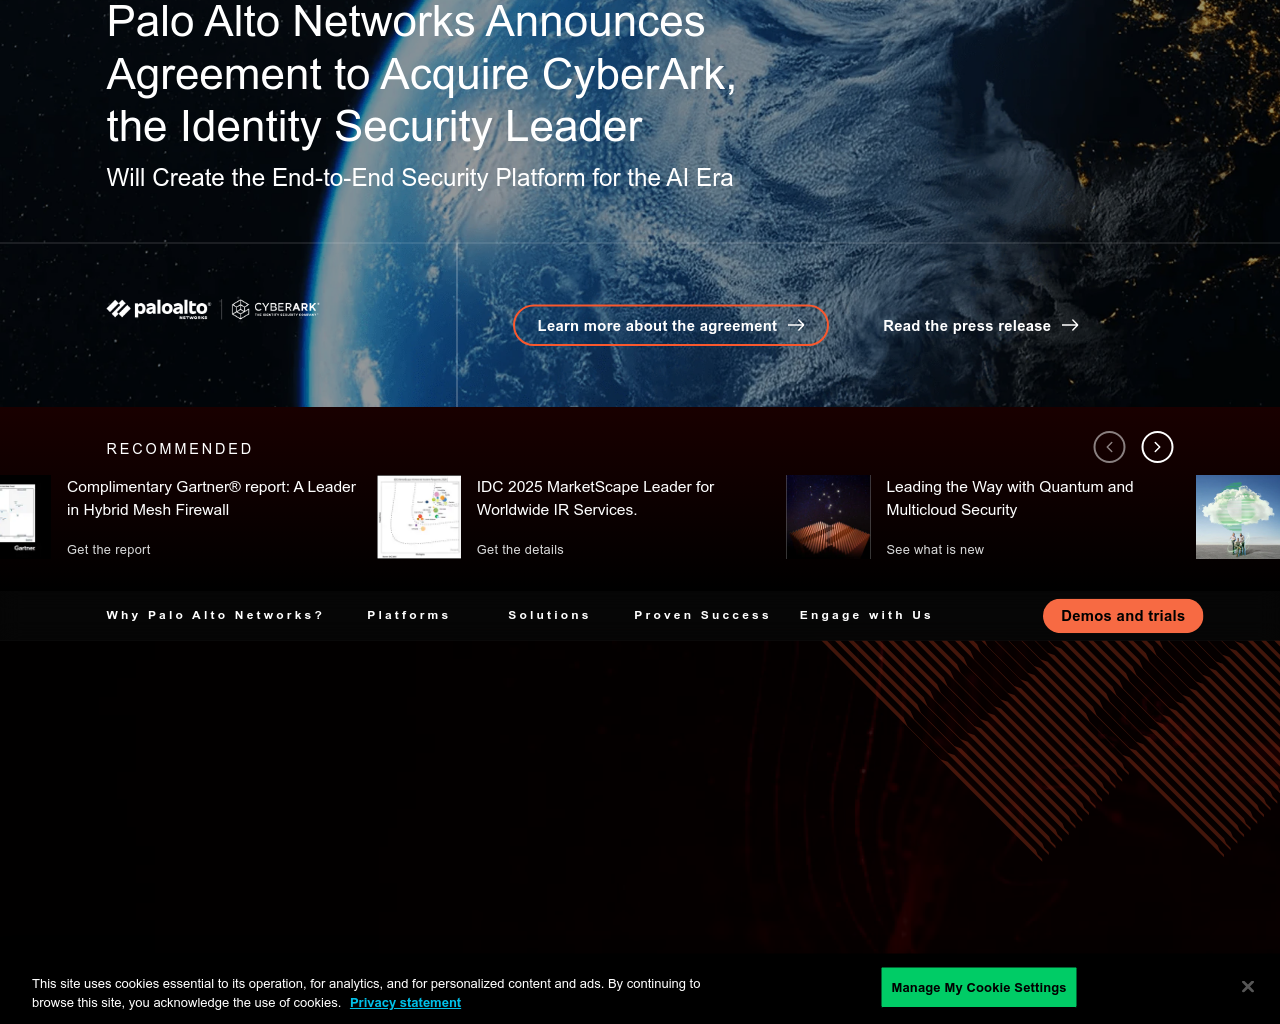 Palo Alto Networks Announces
Agreement to Acquire CyberArk,
the Identity Security Leader
Will Create the End-to-End Security Platform for the AI Era
paloalto
NETWORKS
CYBERARK
THE IDENTITY SECURITY COMPANY
Learn more about the agreement
Read the press release
RECOMMENDED
Complimentary Gartner® report: A Leader
in Hybrid Mesh Firewall
Get the report
Gartner
IDC 2025 MarketScape Leader for
Worldwide IR Services.
Get the details
Leading the Way with Quantum and
Multicloud Security
See what is new
Why Palo Alto Networks?
Platforms
Solutions
Proven Success
Engage with Us
Demos and trials
This site uses cookies essential to its operation, for analytics, and for personalized content and ads. By continuing to
browse this site, you acknowledge the use of cookies. Privacy statement
Manage My Cookie Settings